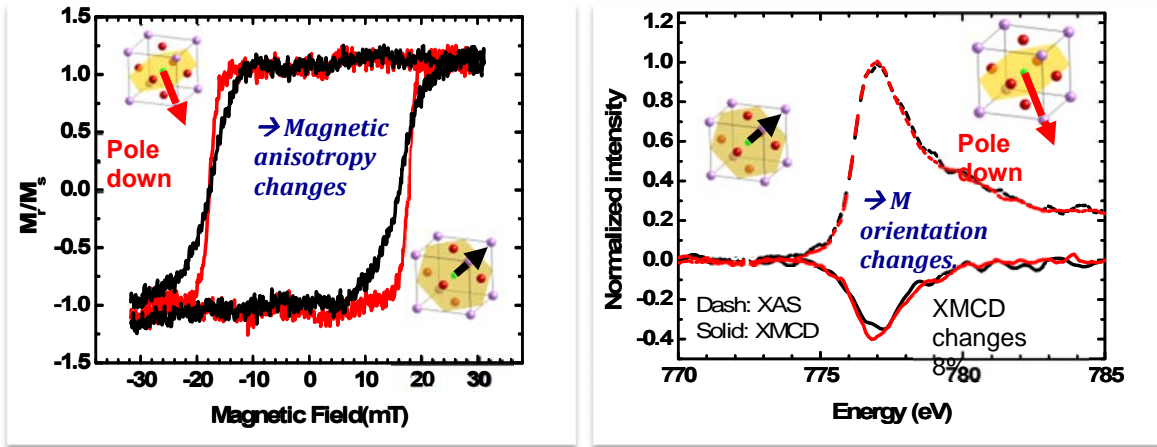 1.5
1.0
0.5
0.0
-0.5
-1.0
-1.5
Mr/Ms
Pole
down
→ Magnetic
anisotropy
changes
-30 -20 -10 0 10 20 30
Magnetic Field(mT)
1.2
1.0
0.8
0.6
0.4
0.2
0.0
-0.2
-0.4
Normalized intensity
Pole
down
→ M
orientation
changes.
Dash: XAS
Solid: XMCD
XMCD
changes
8%
770 775 780 785
Energy (eV)